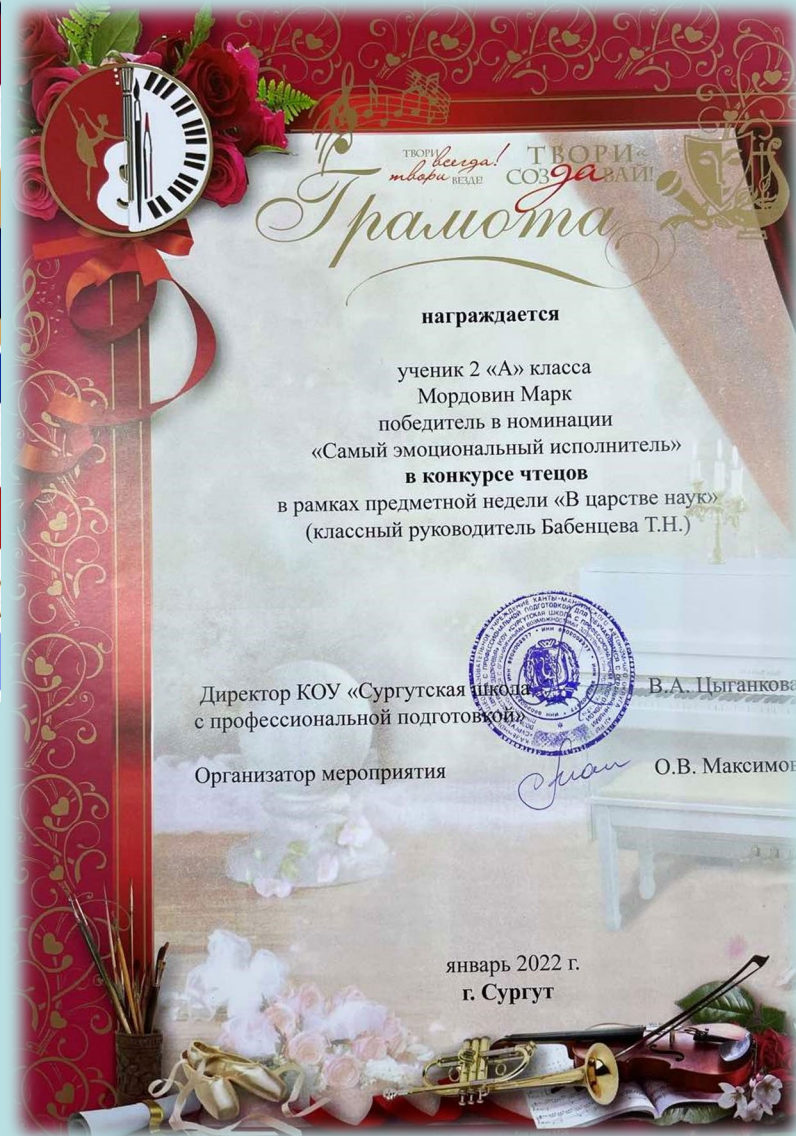 ТВОРИ всегда!
твори ВЕЗДЕ
ТВОРИ
СОЗДАВАЙ!
Грамота
награждается
ученик 2 «А» класса
Мордовин Марк
победитель в номинации
«Самый эмоциональный исполнитель»
в конкурсе чтецов
в рамках предметной недели «В царстве наук»
(классный руководитель Бабенцева Т.Н.)
Директор КОУ «Сургутская школа В.А. Цыганкова
с профессиональной подготовкой»
Организатор мероприятия О.В. Максимов
январь 2022 г.
г. Сургут